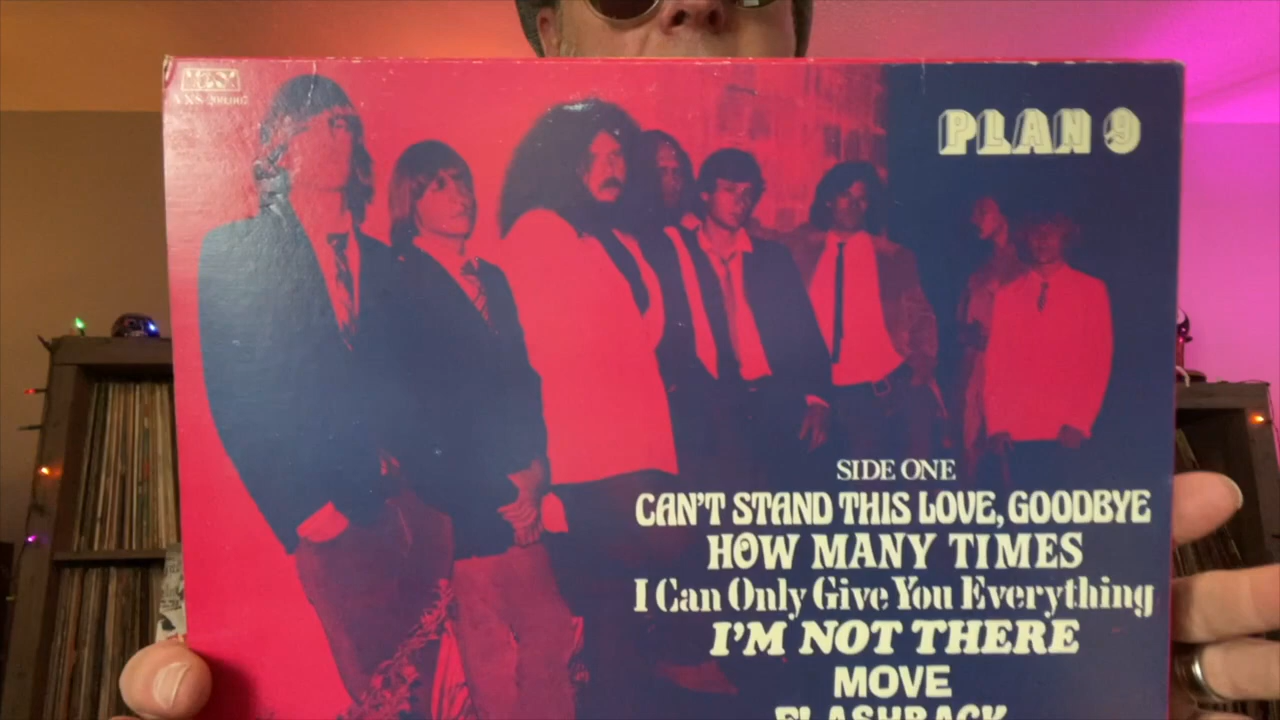 PLAN 9
SIDE ONE
CAN'T STAND THIS LOVE, GOODBYE
HOW MANY TIMES
I Can Only Give You Everything
I'M NOT THERE
MOVE
FLASHBACK